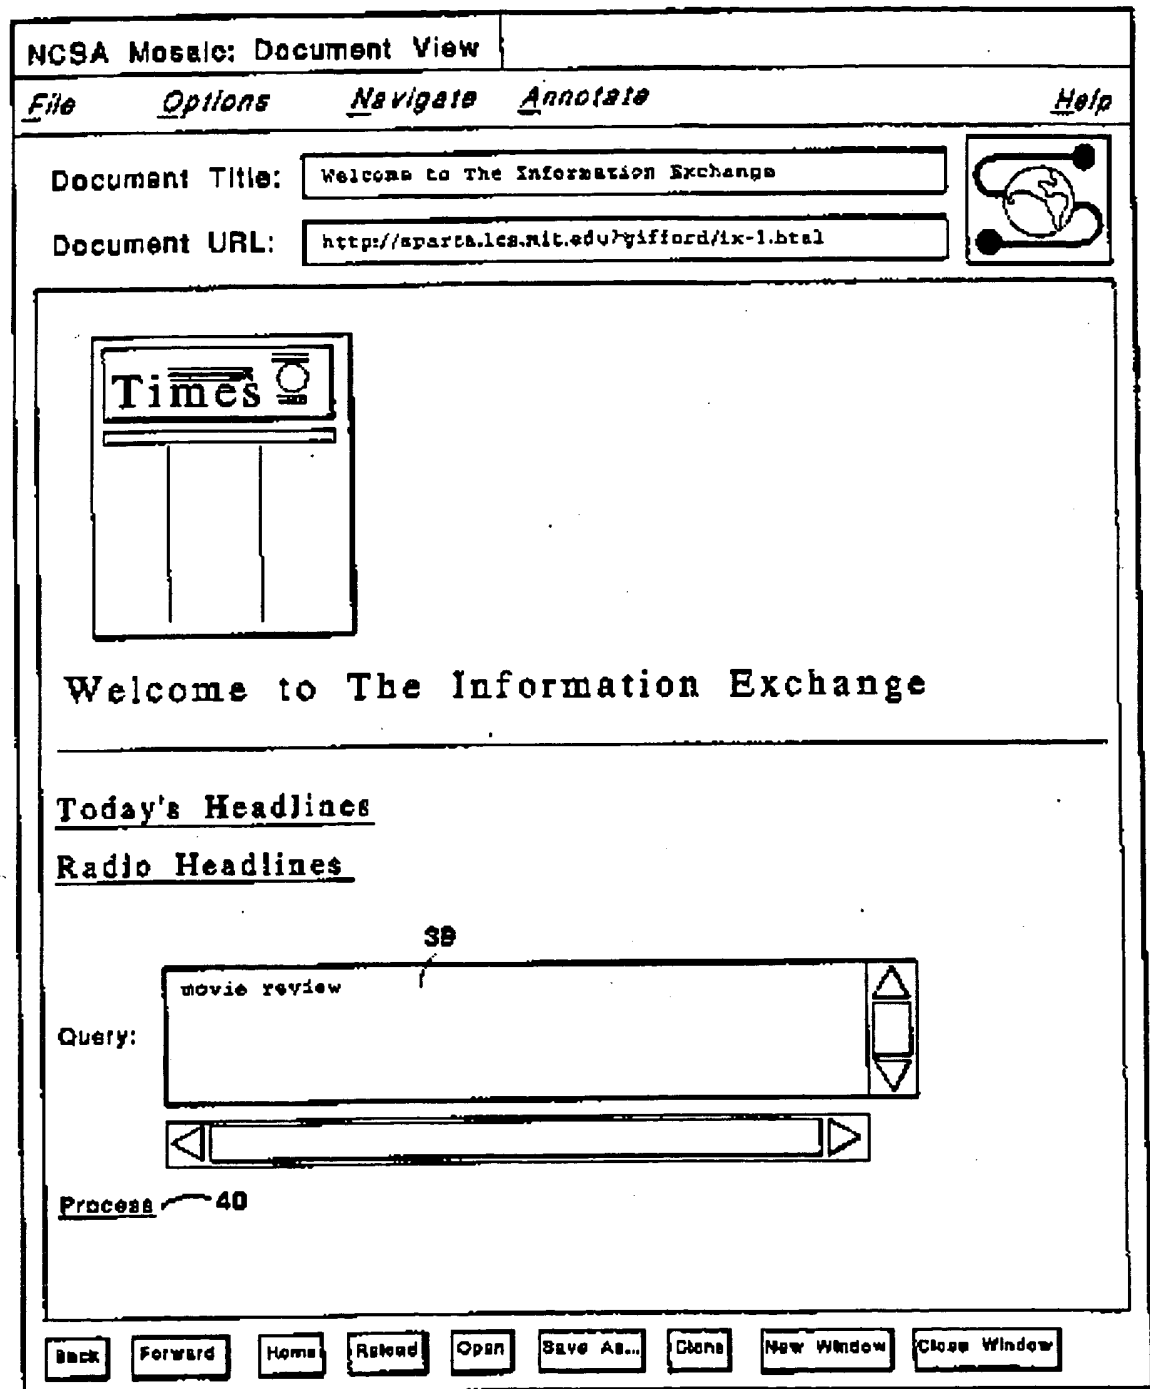 NCSA Mosaic: Document View
File Options Navigate Annotate Help
Document Title: Welcome to The Information Exchange
Document URL: http://sparta.lcs.mit.edu/~gifford/ix-1.html
Times
Welcome to The Information Exchange
Today's Headlines
Radio Headlines
39
movie review
Query:
Process 40
Back Forward Home Reload Open Save As... Clone New Window Close Window